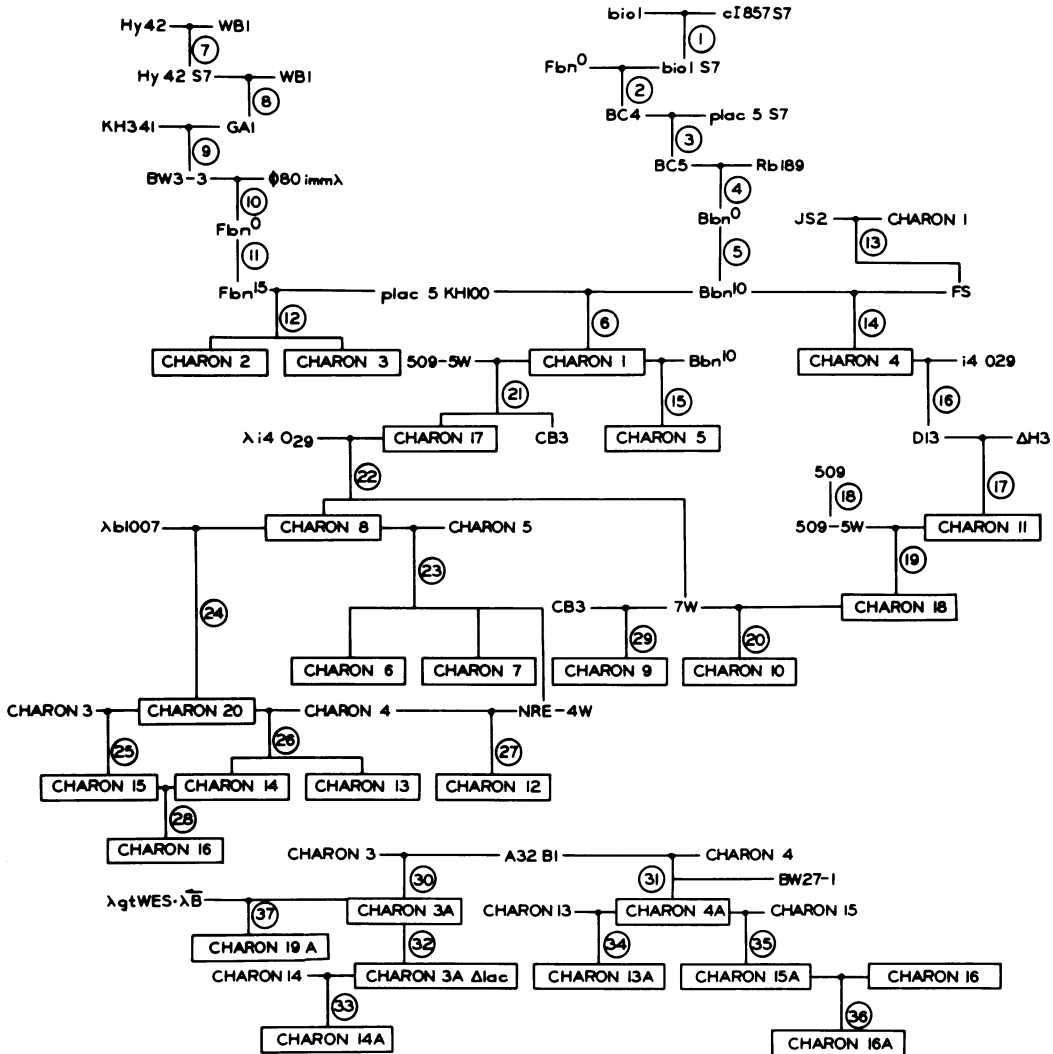 bio1 cI857S7
Hy 42 WB1 ①
⑦ Fbn⁰ bio1 S7
Hy 42 S7 WB1 ②
⑧ BC4 plac 5 S7
KH341 GA1 ③
⑨ BC5 Rb189
BW3-3 Φ80 immλ ④
⑩ Bbn⁰ JS2 CHARON 1
Fbn⁰ ⑬
⑪ ⑤
Fbn¹⁵ plac 5 KH100 Bbn¹⁰ FS
⑫ ⑥ ⑭
CHARON 2 CHARON 3 509-5W CHARON 1 Bbn¹⁰ CHARON 4 i4 029
㉑ ⑮ ⑯
λi4 O₂₉ CHARON 17 CB3 CHARON 5 D13 ΔH3
㉒ 509 ⑰
⑱
λb1007 CHARON 8 CHARON 5 509-5W CHARON 11
㉓ ⑲
㉔ CB3 7W CHARON 18
㉙ ⑳
CHARON 6 CHARON 7 CHARON 9 CHARON 10
CHARON 3 CHARON 20 CHARON 4 NRE-4W
㉕ ㉖ ㉗
CHARON 15 CHARON 14 CHARON 13 CHARON 12
㉘
CHARON 16
CHARON 3 A32 B1 CHARON 4
㉚ ㉛ BW27-1
λgtWES·λB CHARON 3A CHARON 13 CHARON 4A CHARON 15
㊲ ㉜ ㉞ ㉟
CHARON 19 A
CHARON 14 CHARON 3A Δlac CHARON 13A CHARON 15A CHARON 16
㉝ ㊱
CHARON 14A CHARON 16A